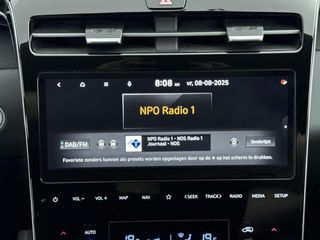 8:08 AM vr, 08-08-2025
NPO Radio 1
DAB/FM
NPO Radio 1 - NOS Radio 1
Journaal - NOS
Zenderlijst
Favoriete zenders kunnen als presets worden opgeslagen door op de ★ op het scherm te drukken.
VOL − VOL + MAP NAV <SEEK TRACK> RADIO MEDIA SETUP
AUTO